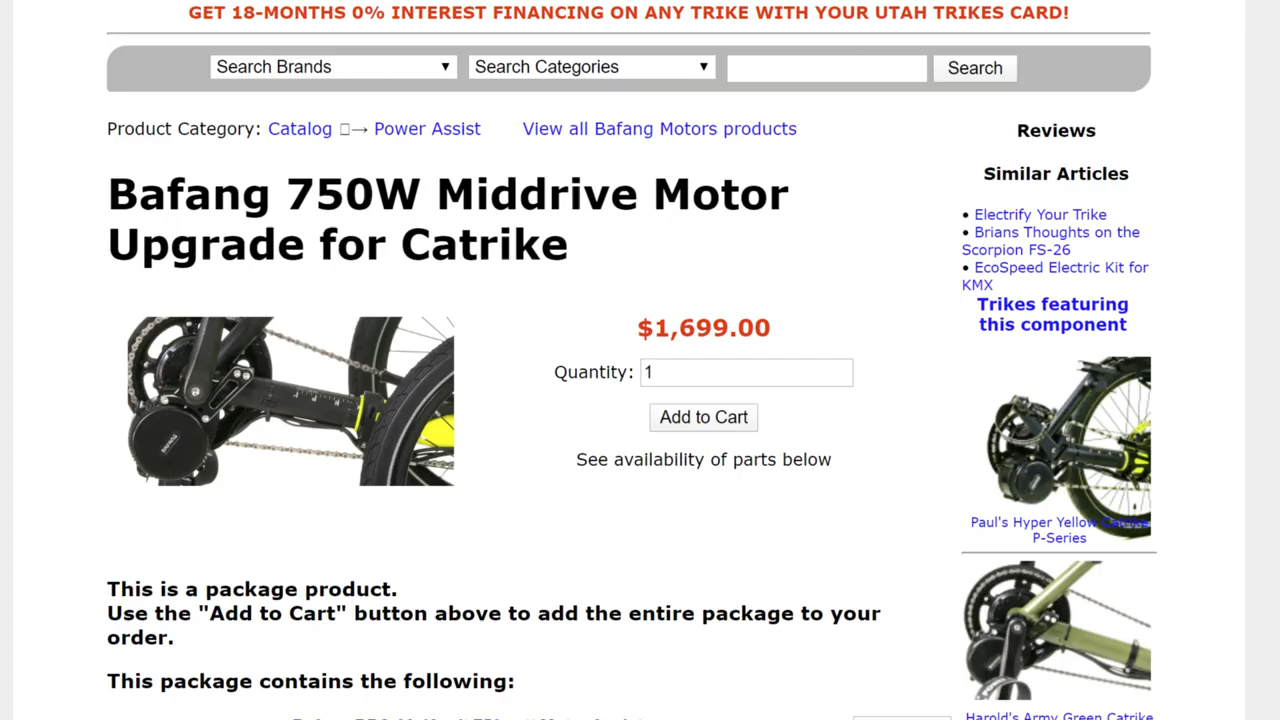 GET 18-MONTHS 0% INTEREST FINANCING ON ANY TRIKE WITH YOUR UTAH TRIKES CARD!
Search Brands
Search Categories
Search
Product Category: Catalog → Power Assist
View all Bafang Motors products
Bafang 750W Middrive Motor
Upgrade for Catrike
$1,699.00
Quantity: 1
Add to Cart
See availability of parts below
This is a package product.
Use the "Add to Cart" button above to add the entire package to your
order.
This package contains the following:
Reviews
Similar Articles
• Electrify Your Trike
• Brians Thoughts on the
Scorpion FS-26
• EcoSpeed Electric Kit for
KMX
Trikes featuring
this component
Paul's Hyper Yellow Catrike
P-Series
Harold's Army Green Catrike